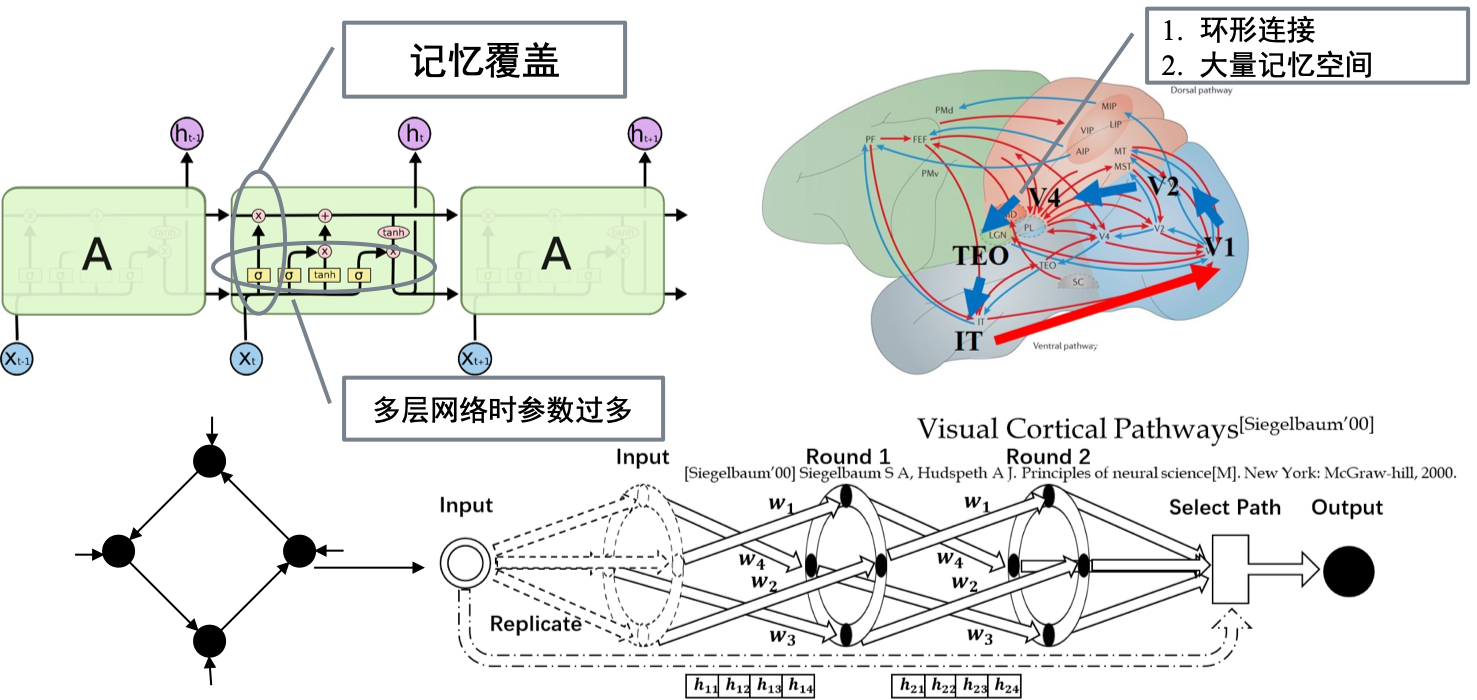 记忆覆盖
h_{t-1}
h_t
h_{t+1}
A
x
+
tanh
x
x
σ
σ
tanh
σ
A
tanh
σ
σ
σ
tanh
σ
σ
σ
X_{t-1}
X_t
X_{t+1}
多层网络时参数过多
1. 环形连接
2. 大量记忆空间
Dorsal pathway
PMd
MIP
VIP
LIP
PF
FEF
AIP
MT
MST
PMv
V4
V2
PL
LGN
V4
V2
V1
TEO
TEO
SC
IT
IT
Ventral pathway
Visual Cortical Pathways[Siegelbaum'00]
[Siegelbaum'00] Siegelbaum S A, Hudspeth A J. Principles of neural science[M]. New York: McGraw-hill, 2000.
Input
Input
Round 1
Round 2
Select Path
Output
w_1
w_4
w_2
w_3
w_1
w_4
w_2
w_3
Replicate
h_{11} h_{12} h_{13} h_{14}
h_{21} h_{22} h_{23} h_{24}